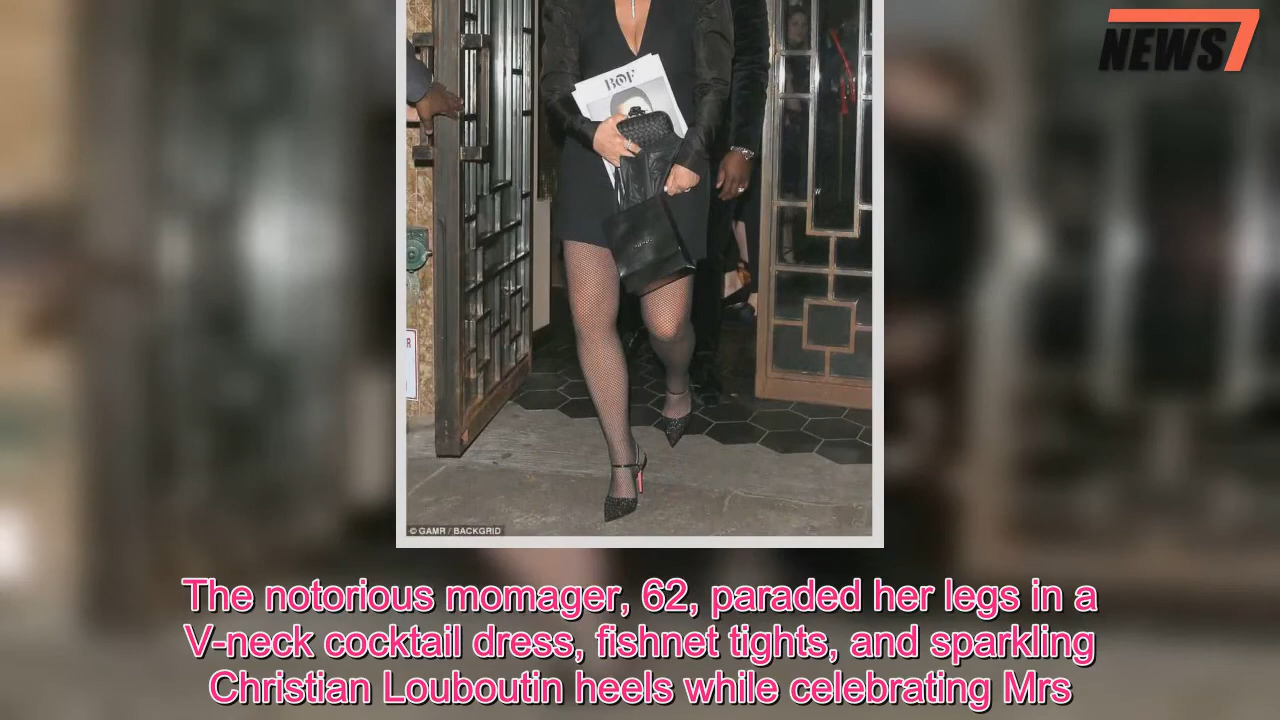 NEWS7
BOF
R
© GAMR / BACKGRID
The notorious momager, 62, paraded her legs in a
V-neck cocktail dress, fishnet tights, and sparkling
Christian Louboutin heels while celebrating Mrs